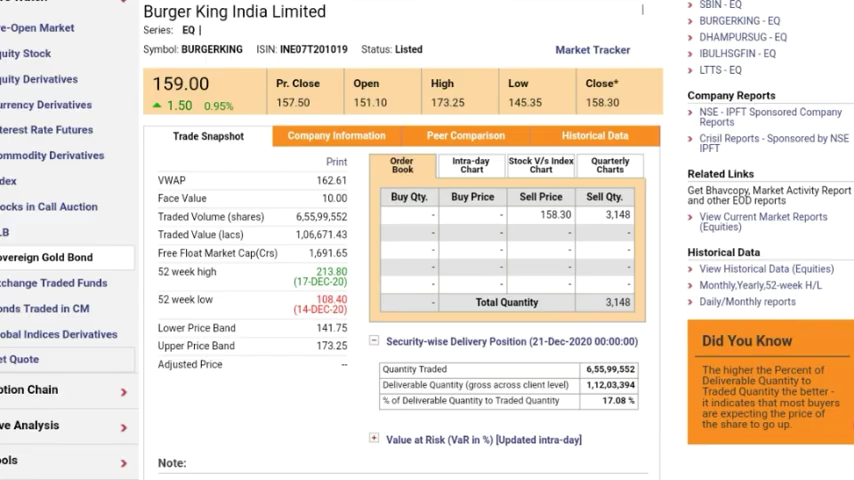 e-Open Market
quity Stock
quity Derivatives
urrency Derivatives
terest Rate Futures
ommodity Derivatives
dex
ocks in Call Auction
LB
overeign Gold Bond
xchange Traded Funds
onds Traded in CM
lobal Indices Derivatives
et Quote
ption Chain
ve Analysis
ols
Burger King India Limited
Series: EQ |
Symbol: BURGERKING ISIN: INE07T201019 Status: Listed Market Tracker
159.00
1.50 0.95%
Pr. Close Open High Low Close*
157.50 151.10 173.25 145.35 158.30
Trade Snapshot Company Information Peer Comparison Historical Data
Print
VWAP 162.61
Face Value 10.00
Traded Volume (shares) 6,55,99,552
Traded Value (lacs) 1,06,671.43
Free Float Market Cap(Crs) 1,691.65
52 week high 213.80
(17-DEC-20)
52 week low 108.40
(14-DEC-20)
Lower Price Band 141.75
Upper Price Band 173.25
Adjusted Price --
Order Book
Intra-day Chart
Stock V/s Index Chart
Quarterly Charts
Buy Qty. Buy Price Sell Price Sell Qty.
- - 158.30 3,148
- - - -
- - - -
- - - -
- - - -
- Total Quantity 3,148
Security-wise Delivery Position (21-Dec-2020 00:00:00)
Quantity Traded 6,55,99,552
Deliverable Quantity (gross across client level) 1,12,03,394
% of Deliverable Quantity to Traded Quantity 17.08 %
Value at Risk (VaR in %) [Updated intra-day]
Note:
SBIN - EQ
BURGERKING - EQ
DHAMPURSUG - EQ
IBULHSGFIN - EQ
LTTS - EQ
Company Reports
NSE - IPFT Sponsored Company
Reports
Crisil Reports - Sponsored by NSE
IPFT
Related Links
Get Bhavcopy, Market Activity Report
and other EOD reports
View Current Market Reports
(Equities)
Historical Data
View Historical Data (Equities)
Monthly,Yearly,52-week H/L
Daily/Monthly reports
Did You Know
The higher the Percent of
Deliverable Quantity to
Traded Quantity the better -
it indicates that most buyers
are expecting the price of
the share to go up.